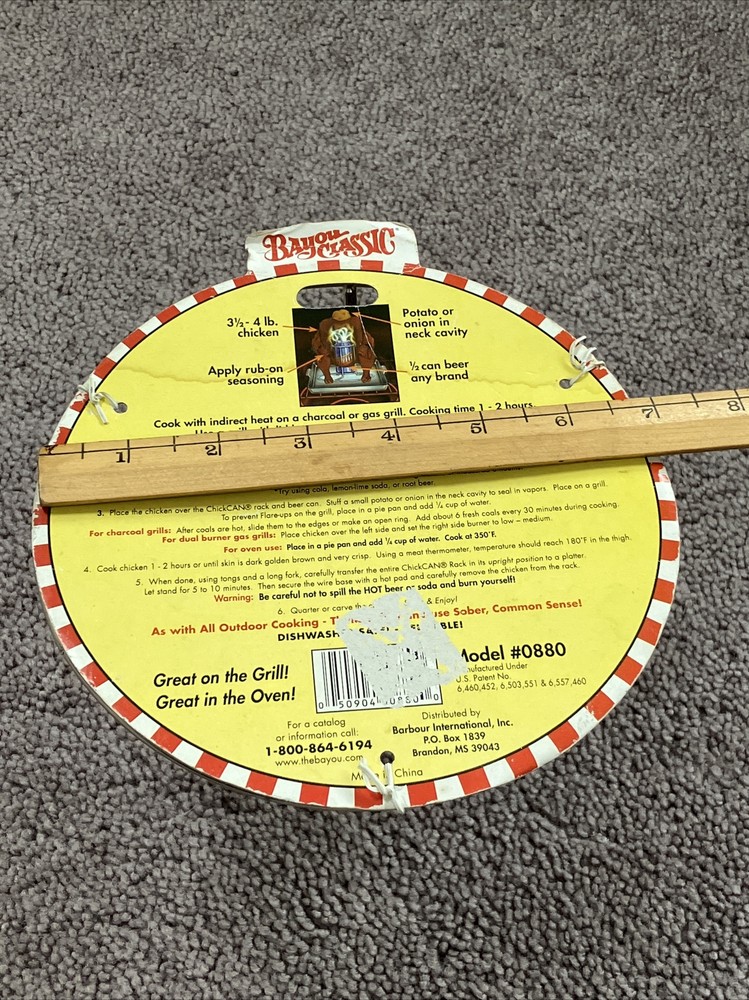 BAYOU CLASSIC®
3½ - 4 lb. chicken
Potato or onion in neck cavity
Apply rub-on seasoning
½ can beer any brand
Cook with indirect heat on a charcoal or gas grill. Cooking time 1 - 2 hours.
1 2 3 4 5 6 7 8
*Try using cola, lemon-lime soda, or root beer.
3. Place the chicken over the ChickCAN® rack and beer can. Stuff a small potato or onion in the neck cavity to seal in vapors. Place on a grill.
To prevent Flare-ups on the grill, place in a pie pan and add ¼ cup of water.
For charcoal grills: After coals are hot, slide them to the edges or make an open ring. Add about 6 fresh coals every 30 minutes during cooking.
For dual burner gas grills: Place chicken over the left side and set the right side burner to low – medium.
For oven use: Place in a pie pan and add ¼ cup of water. Cook at 350°F.
4. Cook chicken 1 - 2 hours or until skin is dark golden brown and very crisp. Using a meat thermometer, temperature should reach 180°F in the thigh.
5. When done, using tongs and a long fork, carefully transfer the entire ChickCAN® Rack in its upright position to a platter.
Let stand for 5 to 10 minutes. Then secure the wire base with a hot pad and carefully remove the chicken from the rack.
Warning: Be careful not to spill the HOT beer or soda and burn yourself!
6. Quarter or carve the & Enjoy!
As with All Outdoor Cooking - use Sober, Common Sense!
DISHWASH
Great on the Grill!
Great in the Oven!
Model #0880
Manufactured Under
U.S. Patent No.
6,460,452, 6,503,551 & 6,557,460
0 50904 00880 0
For a catalog
or information call:
1-800-864-6194
www.thebayou.com
Distributed by
Barbour International, Inc.
P.O. Box 1839
Brandon, MS 39043
China